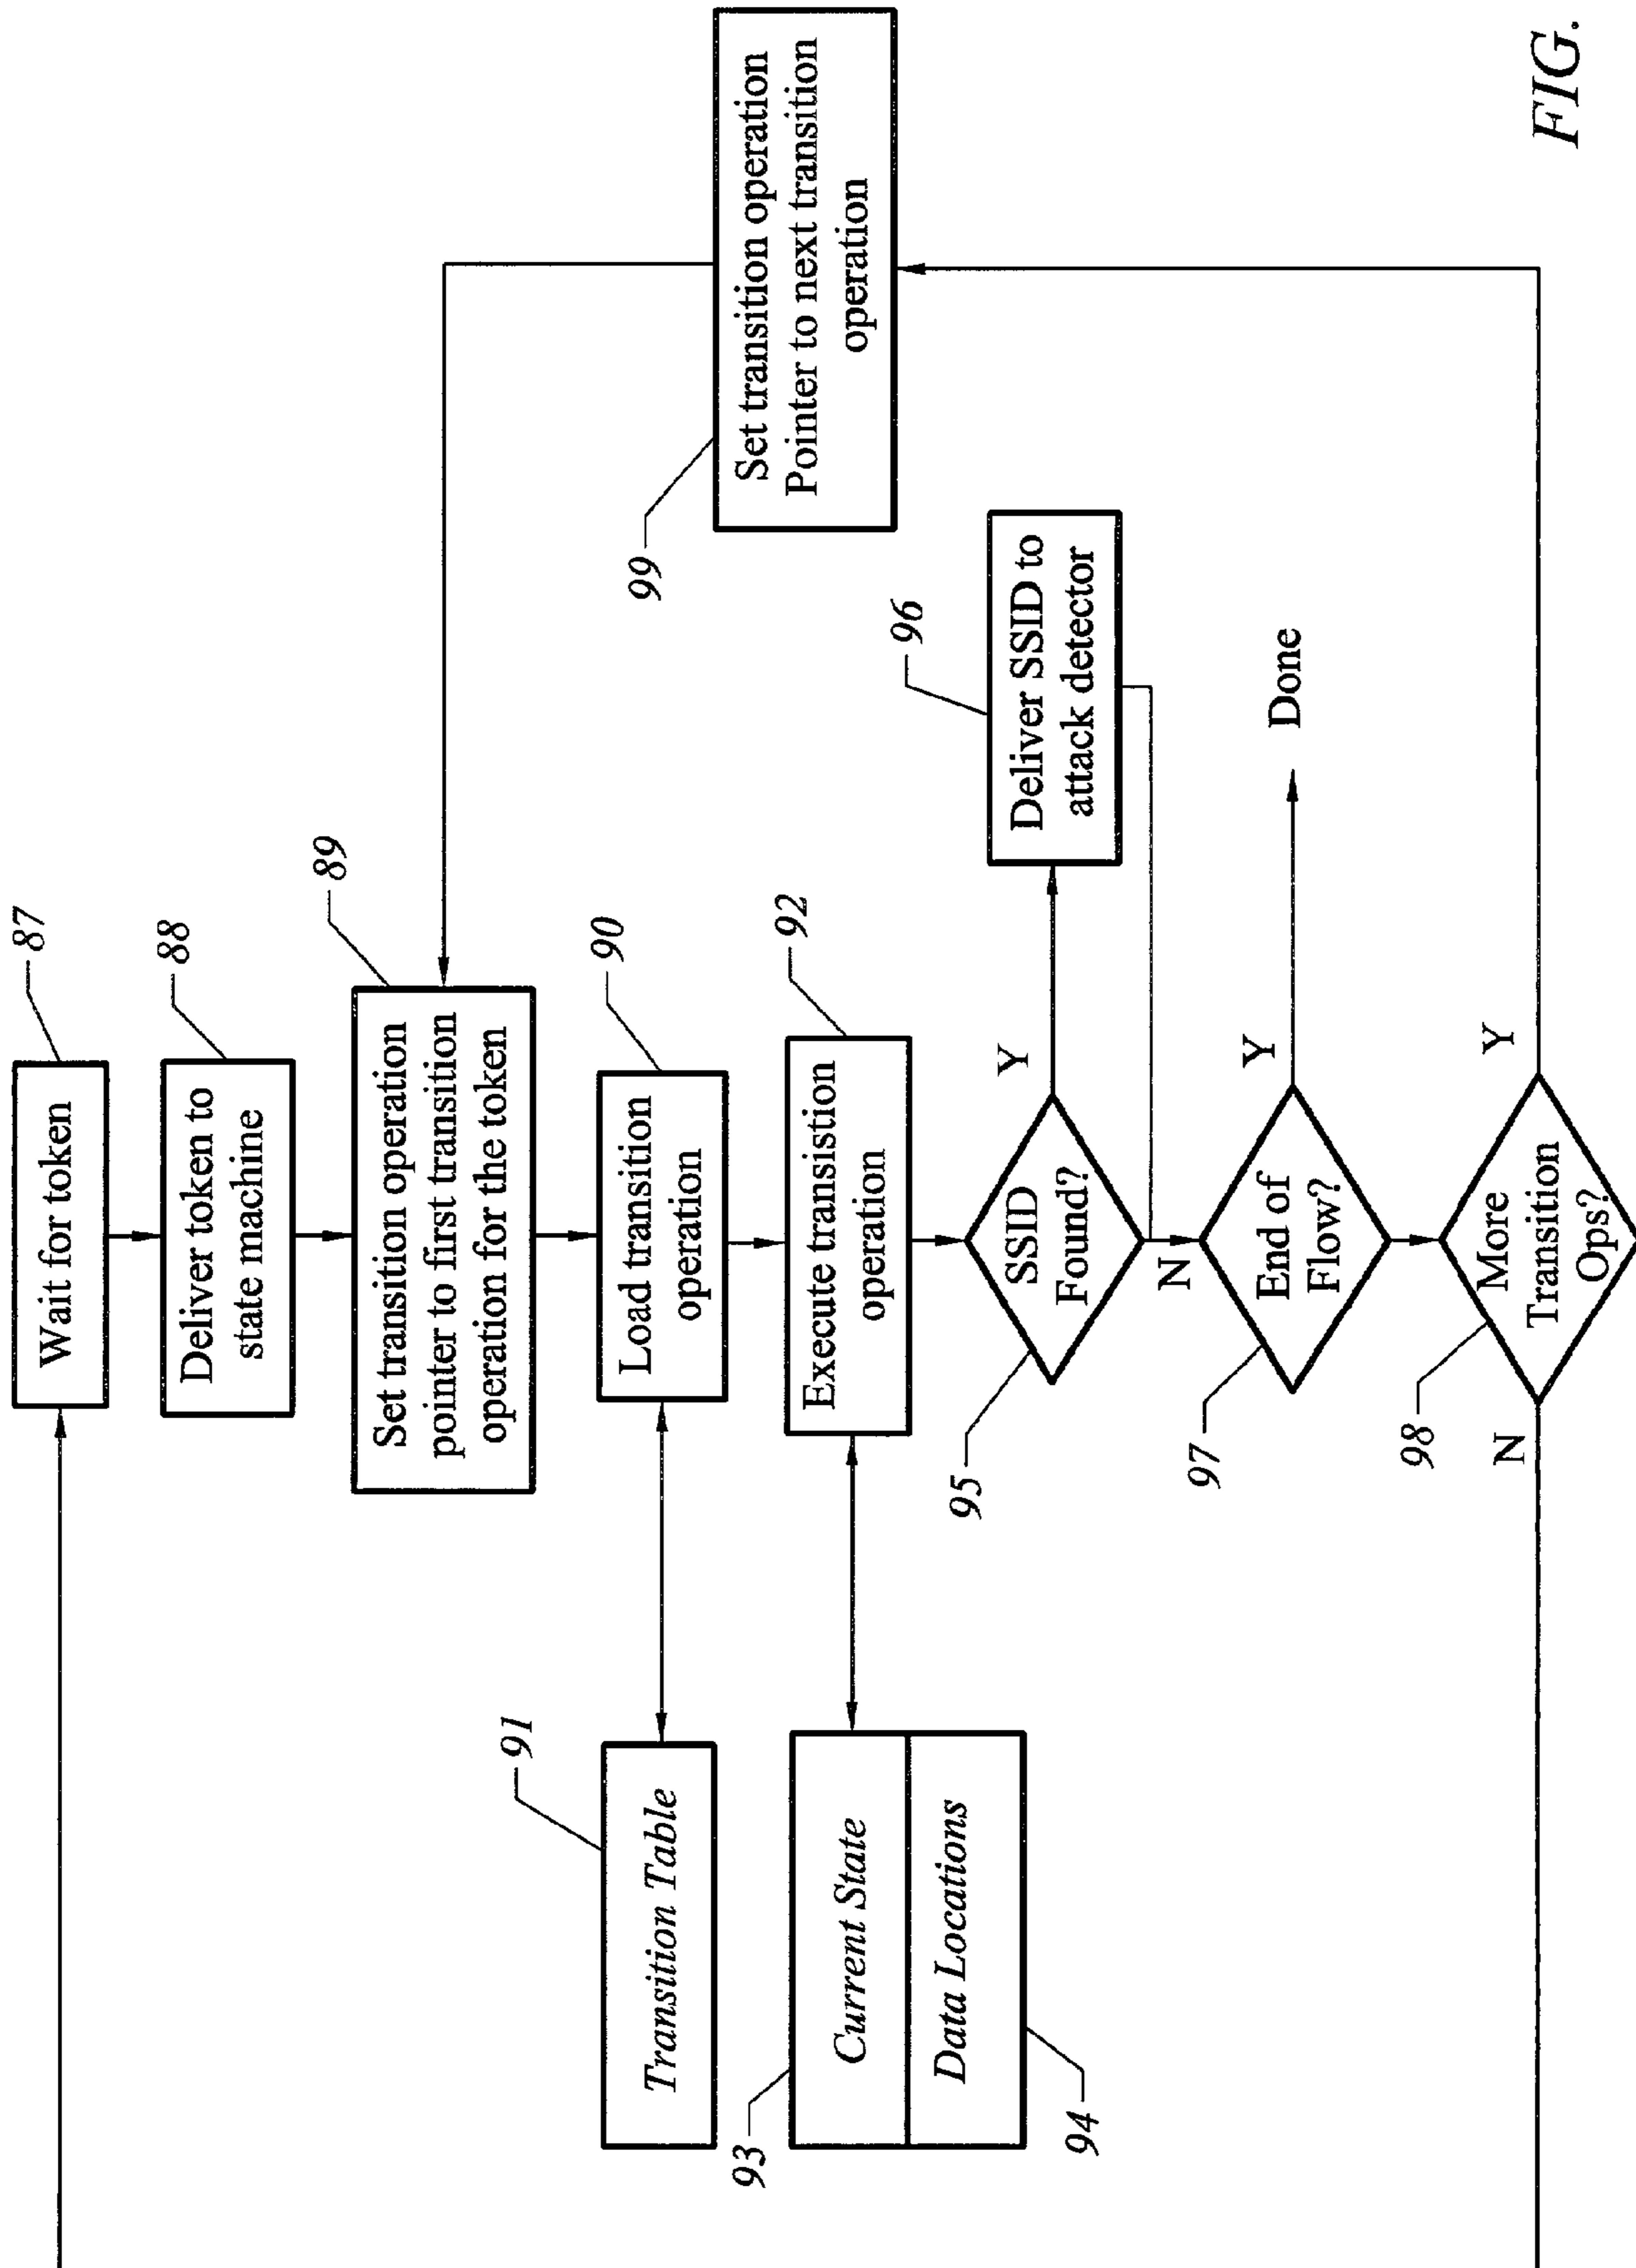 87
Wait for token
88
Deliver token to
state machine
89
Set transition operation
pointer to first transition
operation for the token
90
Load transition
operation
91
Transition Table
92
Execute transistion
operation
93
Current State
Data Locations
94
95
SSID
Found?
Y
N
96
Deliver SSID to
attack detector
97
End of
Flow?
Y
Done
98
More
Transition
Ops?
Y
N
99
Set transition operation
Pointer to next transition
operation
FIG.